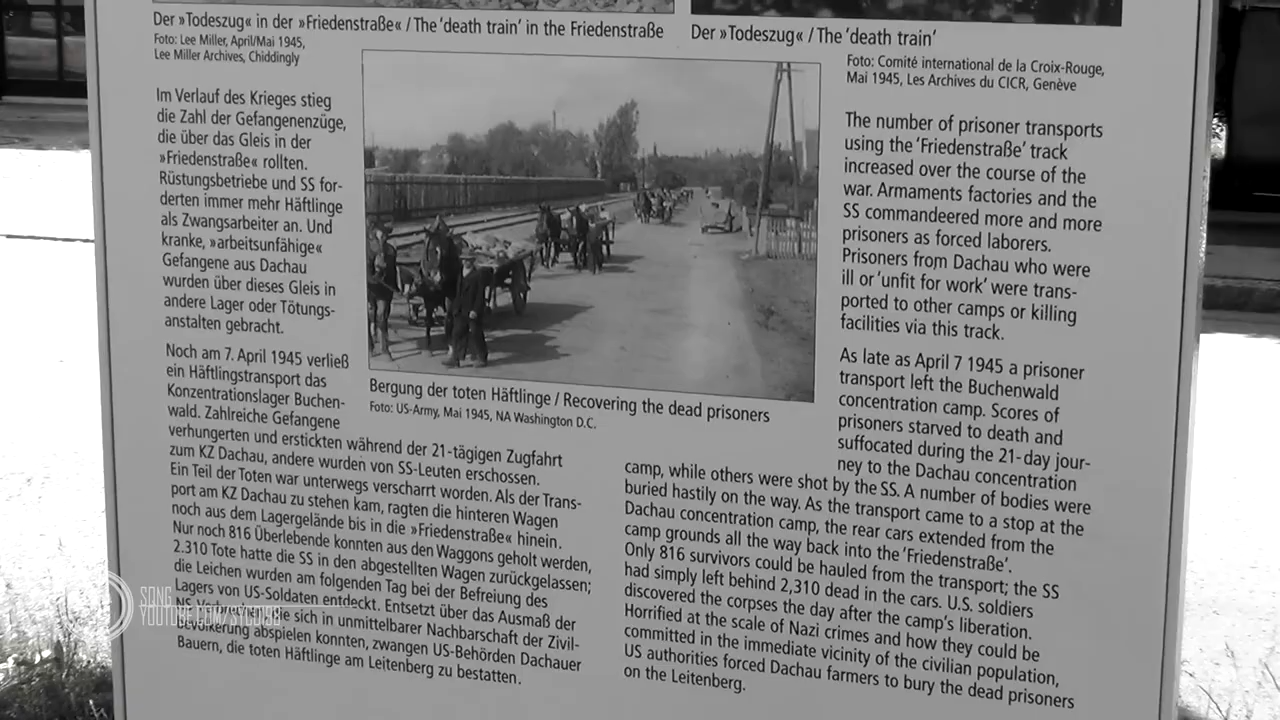 Der »Todeszug« in der »Friedenstraße« / The 'death train' in the Friedenstraße
Foto: Lee Miller, April/Mai 1945,
Lee Miller Archives, Chiddingly
Der »Todeszug« / The 'death train'
Foto: Comité international de la Croix-Rouge,
Mai 1945, Les Archives du CICR, Genève
Im Verlauf des Krieges stieg
die Zahl der Gefangenenzüge,
die über das Gleis in der
»Friedenstraße« rollten.
Rüstungsbetriebe und SS for-
derten immer mehr Häftlinge
als Zwangsarbeiter an. Und
kranke, »arbeitsunfähige«
Gefangene aus Dachau
wurden über dieses Gleis in
andere Lager oder Tötungs-
anstalten gebracht.
Noch am 7. April 1945 verließ
ein Häftlingstransport das
Konzentrationslager Buchen-
wald. Zahlreiche Gefangene
verhungerten und erstickten während der 21-tägigen Zugfahrt
zum KZ Dachau, andere wurden von SS-Leuten erschossen.
Ein Teil der Toten war unterwegs verscharrt worden. Als der Trans-
port am KZ Dachau zu stehen kam, ragten die hinteren Wagen
noch aus dem Lagergelände bis in die »Friedenstraße« hinein.
Nur noch 816 Überlebende konnten aus den Waggons geholt werden,
2.310 Tote hatte die SS in den abgestellten Wagen zurückgelassen;
die Leichen wurden am folgenden Tag bei der Befreiung des
Lagers von US-Soldaten entdeckt. Entsetzt über das Ausmaß der
NS-Verbrechen, die sich in unmittelbarer Nachbarschaft der Zivil-
bevölkerung abspielen konnten, zwangen US-Behörden Dachauer
Bauern, die toten Häftlinge am Leitenberg zu bestatten.
Bergung der toten Häftlinge / Recovering the dead prisoners
Foto: US-Army, Mai 1945, NA Washington D.C.
The number of prisoner transports
using the 'Friedenstraße' track
increased over the course of the
war. Armaments factories and the
SS commandeered more and more
prisoners as forced laborers.
Prisoners from Dachau who were
ill or 'unfit for work' were trans-
ported to other camps or killing
facilities via this track.
As late as April 7 1945 a prisoner
transport left the Buchenwald
concentration camp. Scores of
prisoners starved to death and
suffocated during the 21-day jour-
ney to the Dachau concentration
camp, while others were shot by the SS. A number of bodies were
buried hastily on the way. As the transport came to a stop at the
Dachau concentration camp, the rear cars extended from the
camp grounds all the way back into the 'Friedenstraße'.
Only 816 survivors could be hauled from the transport; the SS
had simply left behind 2,310 dead in the cars. U.S. soldiers
discovered the corpses the day after the camp's liberation.
Horrified at the scale of Nazi crimes and how they could be
committed in the immediate vicinity of the civilian population,
US authorities forced Dachau farmers to bury the dead prisoners
on the Leitenberg.
SONG
YOUTUBE.COM/SYCD198